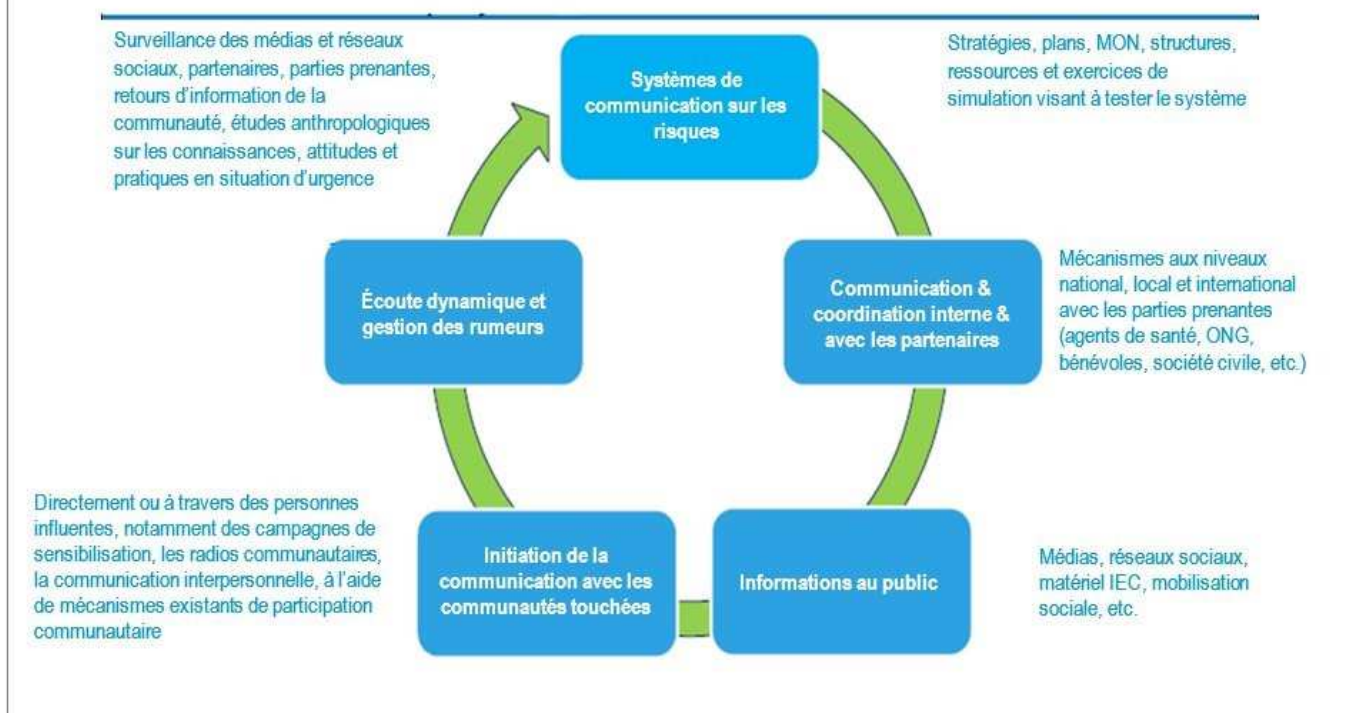 Surveillance des médias et réseaux
sociaux, partenaires, parties prenantes,
retours d'information de la
communauté, études anthropologiques
sur les connaissances, attitudes et
pratiques en situation d'urgence
Systèmes de
communication sur les
risques
Stratégies, plans, MON, structures,
ressources et exercices de
simulation visant à tester le système
Écoute dynamique et
gestion des rumeurs
Communication &
coordination interne &
avec les partenaires
Mécanismes aux niveaux
national, local et international
avec les parties prenantes
(agents de santé, ONG,
bénévoles, société civile, etc.)
Directement ou à travers des personnes
influentes, notamment des campagnes de
sensibilisation, les radios communautaires,
la communication interpersonnelle, à l'aide
de mécanismes existants de participation
communautaire
Initiation de la
communication avec les
communautés touchées
Informations au public
Médias, réseaux sociaux,
matériel IEC, mobilisation
sociale, etc.